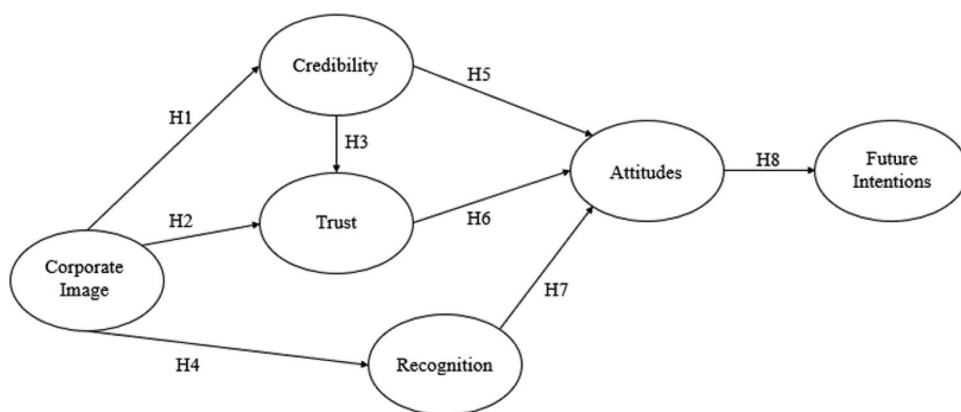 Credibility
H5
H1
H3
Attitudes
H8
Future
Intentions
H2
Trust
H6
Corporate
Image
H7
H4
Recognition